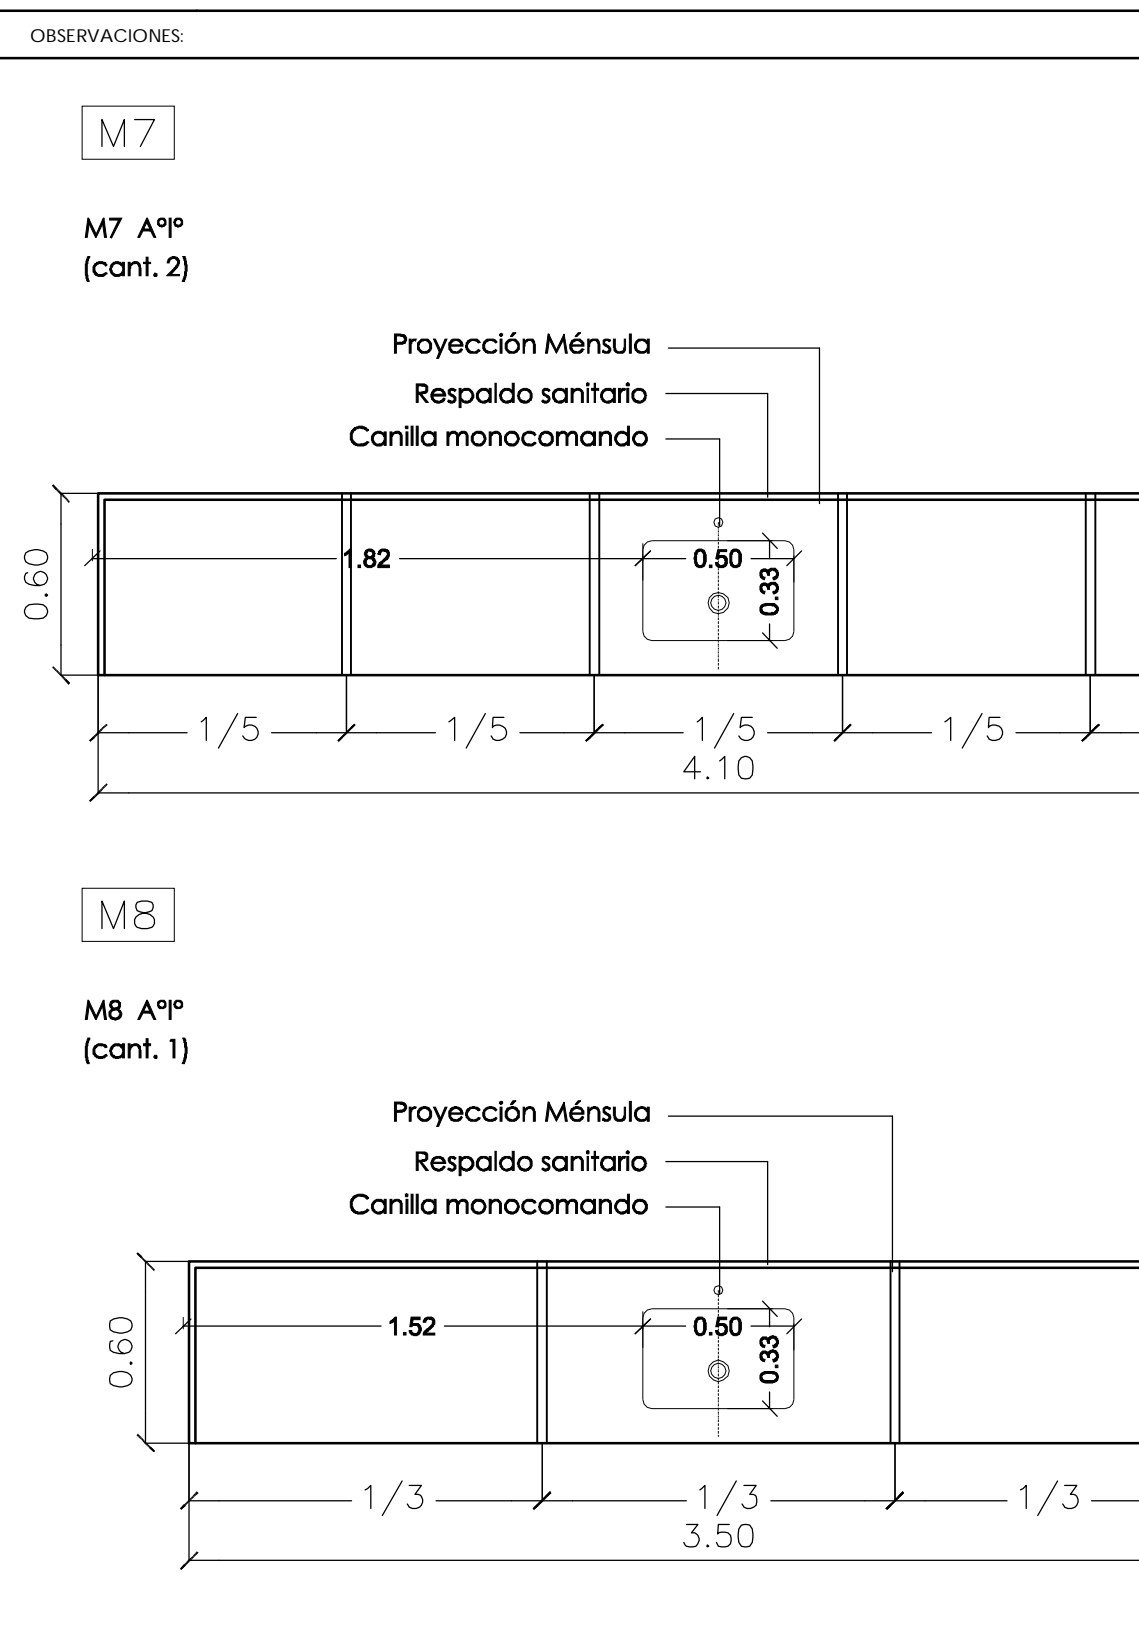 OBSERVACIONES:
M7
M7 A°I°
(cant. 2)
Proyección Ménsula
Respaldo sanitario
Canilla monocomando
0.60
1.82
0.50
0.33
1/5
1/5
1/5
1/5
4.10
M8
M8 A°I°
(cant. 1)
Proyección Ménsula
Respaldo sanitario
Canilla monocomando
0.60
1.52
0.50
0.33
1/3
1/3
1/3
3.50